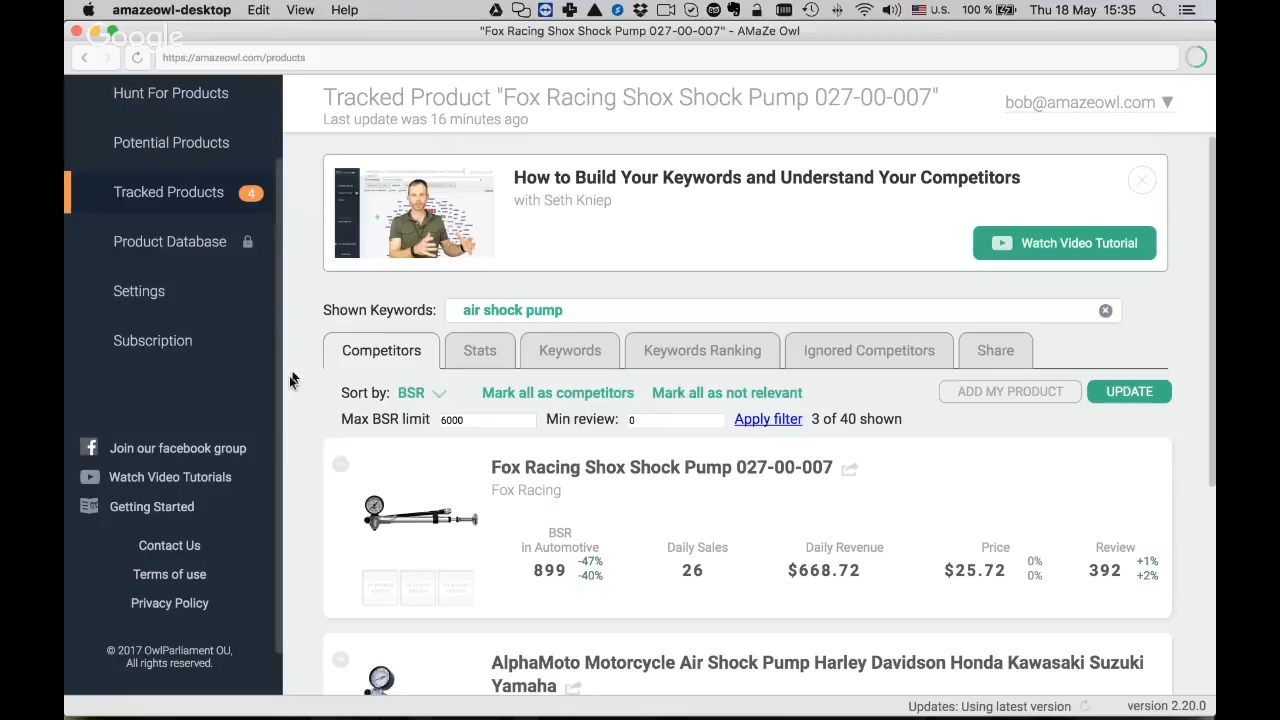 amazeowl-desktop Edit View Help
U.S. 100 % Thu 18 May 15:35
Google
"Fox Racing Shox Shock Pump 027-00-007" - AMaZe Owl
https://amazeowl.com/products
Hunt For Products
Potential Products
Tracked Products 4
Product Database
Settings
Subscription
Join our facebook group
Watch Video Tutorials
Getting Started
Contact Us
Terms of use
Privacy Policy
© 2017 OwlParliament OU,
All rights reserved.
Tracked Product "Fox Racing Shox Shock Pump 027-00-007"
Last update was 16 minutes ago
bob@amazeowl.com ▼
How to Build Your Keywords and Understand Your Competitors
with Seth Kniep
Watch Video Tutorial
Shown Keywords: air shock pump
Competitors Stats Keywords Keywords Ranking Ignored Competitors Share
Sort by: BSR Mark all as competitors Mark all as not relevant ADD MY PRODUCT UPDATE
Max BSR limit 6000 Min review: 0 Apply filter 3 of 40 shown
Fox Racing Shox Shock Pump 027-00-007
Fox Racing
BSR
in Automotive Daily Sales Daily Revenue Price Review
899 -47% -40% 26 $668.72 $25.72 0% 0% 392 +1% +2%
AlphaMoto Motorcycle Air Shock Pump Harley Davidson Honda Kawasaki Suzuki
Yamaha
Updates: Using latest version version 2.20.0